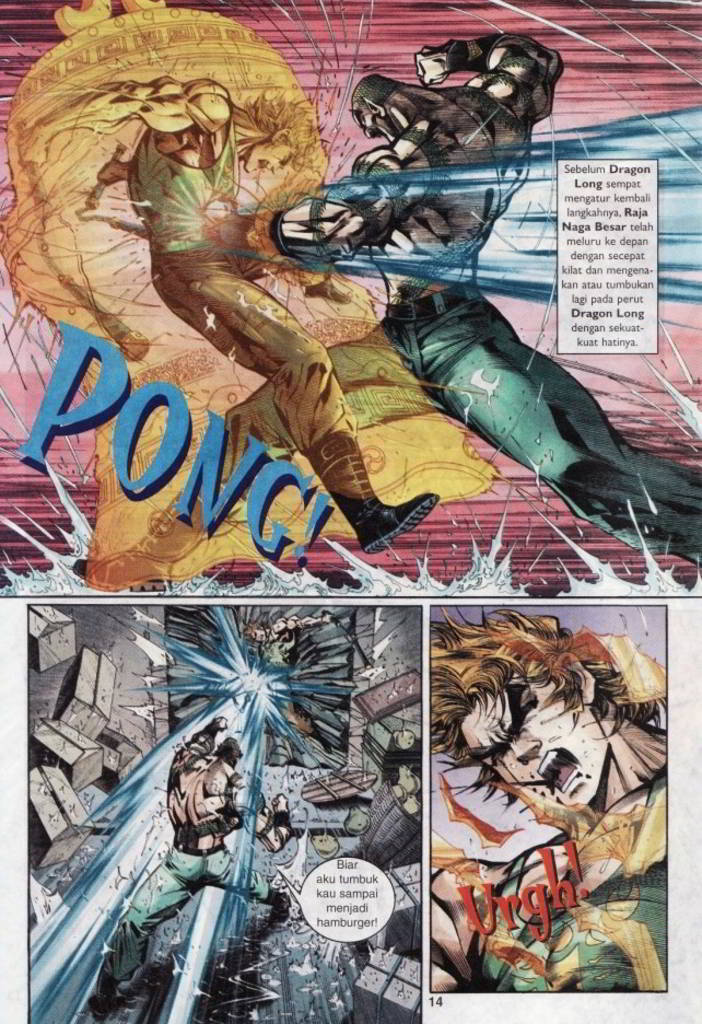 Sebelum Dragon
Long sempat
mengatur kembali
langkahnya, Raja
Naga Besar telah
meluru ke depan
dengan secepat
kilat dan mengena-
kan atau tumbukan
lagi pada perut
Dragon Long
dengan sekuat-
kuat hatinya.
PONG!
Biar
aku tumbuk
kau sampai
menjadi
hamburger!
Urgh!
14